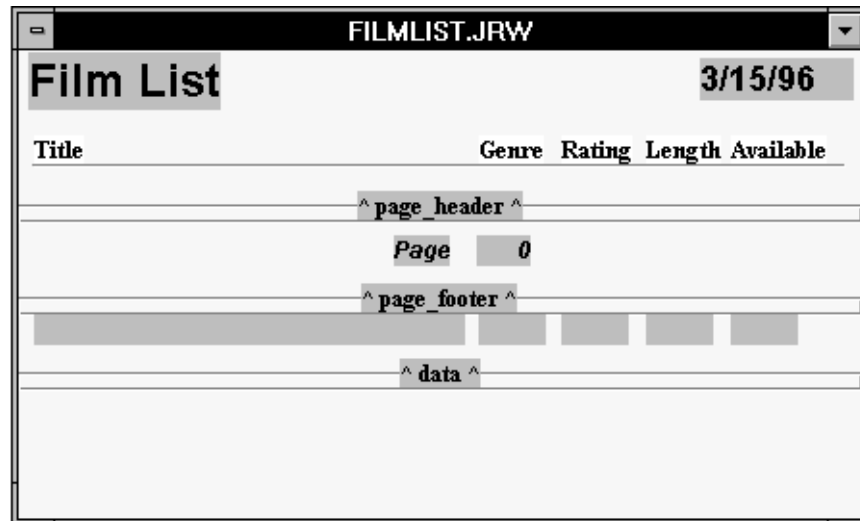 FILMLIST.JRW
Film List 3/15/96
Title Genre Rating Length Available
^ page_header ^
Page 0
^ page_footer ^
^ data ^